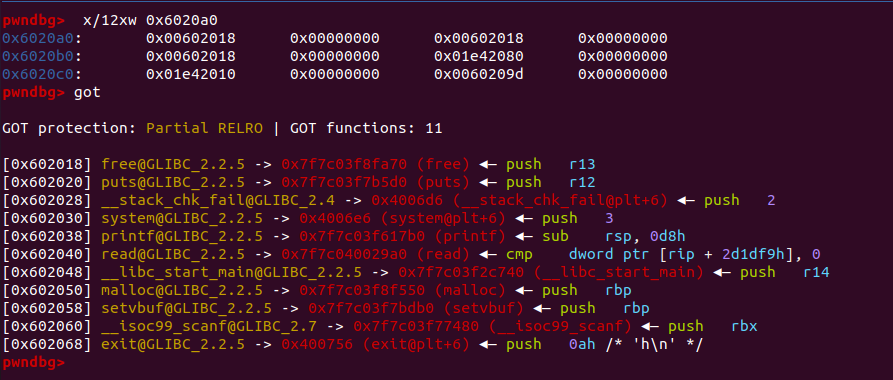 pwndbg> x/12xw 0x6020a0
0x6020a0: 0x00602018 0x00000000 0x00602018 0x00000000
0x6020b0: 0x00602018 0x00000000 0x01e42080 0x00000000
0x6020c0: 0x01e42010 0x00000000 0x0060209d 0x00000000
pwndbg> got
GOT protection: Partial RELRO | GOT functions: 11
[0x602018] free@GLIBC_2.2.5 -> 0x7f7c03f8fa70 (free) ◂— push r13
[0x602020] puts@GLIBC_2.2.5 -> 0x7f7c03f7b5d0 (puts) ◂— push r12
[0x602028] __stack_chk_fail@GLIBC_2.4 -> 0x4006d6 (__stack_chk_fail@plt+6) ◂— push 2
[0x602030] system@GLIBC_2.2.5 -> 0x4006e6 (system@plt+6) ◂— push 3
[0x602038] printf@GLIBC_2.2.5 -> 0x7f7c03f617b0 (printf) ◂— sub rsp, 0d8h
[0x602040] read@GLIBC_2.2.5 -> 0x7f7c040029a0 (read) ◂— cmp dword ptr [rip + 2d1df9h], 0
[0x602048] __libc_start_main@GLIBC_2.2.5 -> 0x7f7c03f2c740 (__libc_start_main) ◂— push r14
[0x602050] malloc@GLIBC_2.2.5 -> 0x7f7c03f8f550 (malloc) ◂— push rbp
[0x602058] setvbuf@GLIBC_2.2.5 -> 0x7f7c03f7bdb0 (setvbuf) ◂— push rbp
[0x602060] __isoc99_scanf@GLIBC_2.7 -> 0x7f7c03f77480 (__isoc99_scanf) ◂— push rbx
[0x602068] exit@GLIBC_2.2.5 -> 0x400756 (exit@plt+6) ◂— push 0ah /* 'h\n' */
pwndbg>